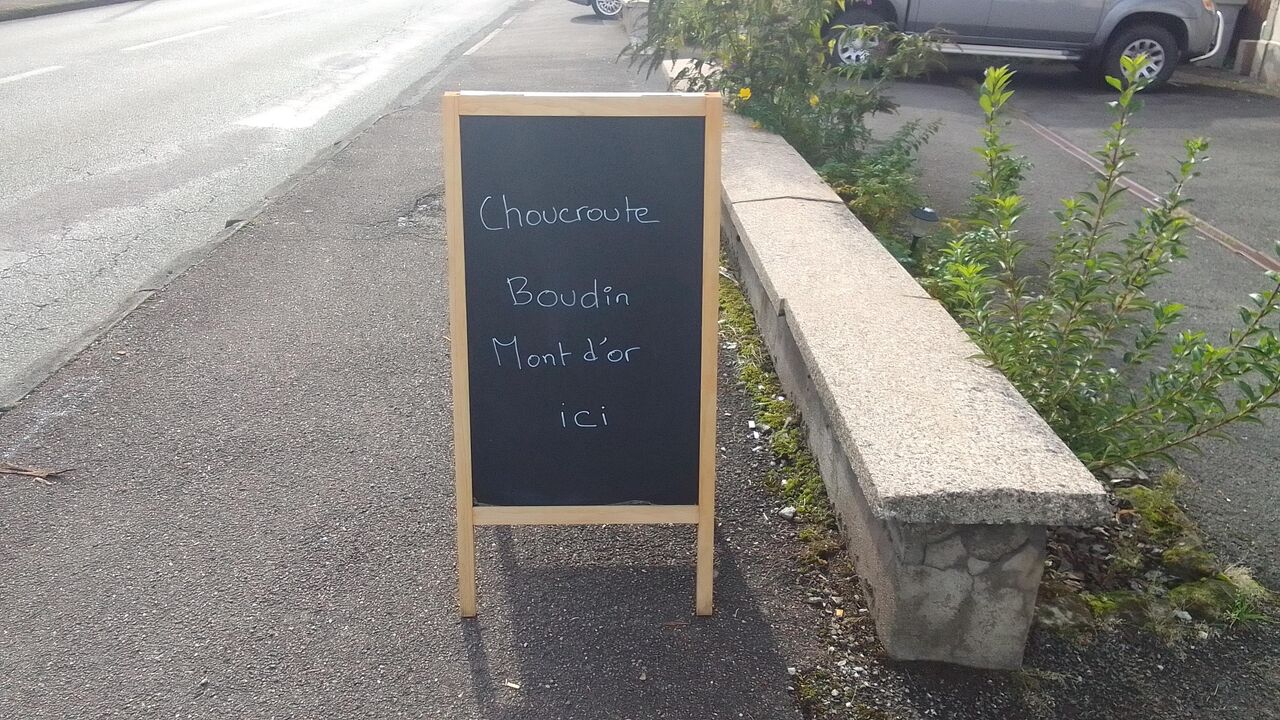 Choucroute
Boudin
Mont d'or
ici